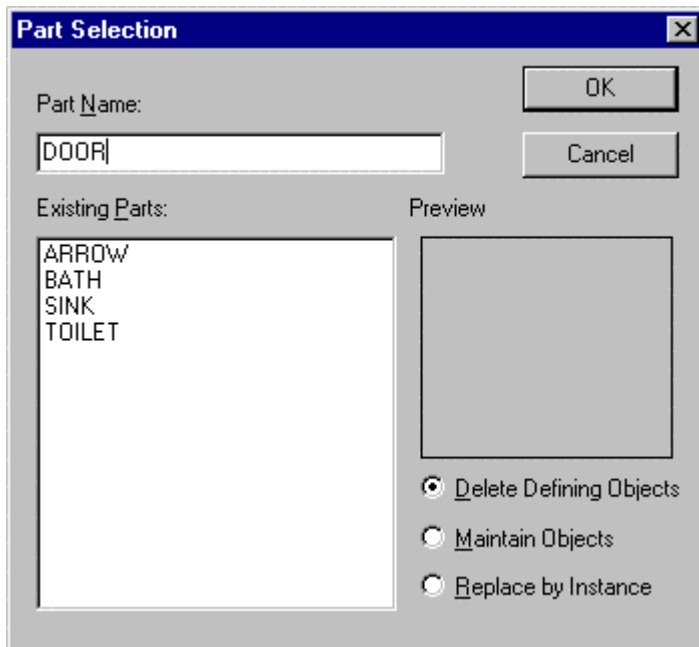 Part Selection
Part Name:
OK
DOOR
Cancel
Existing Parts:
Preview
ARROW
BATH
SINK
TOILET
Delete Defining Objects
Maintain Objects
Replace by Instance